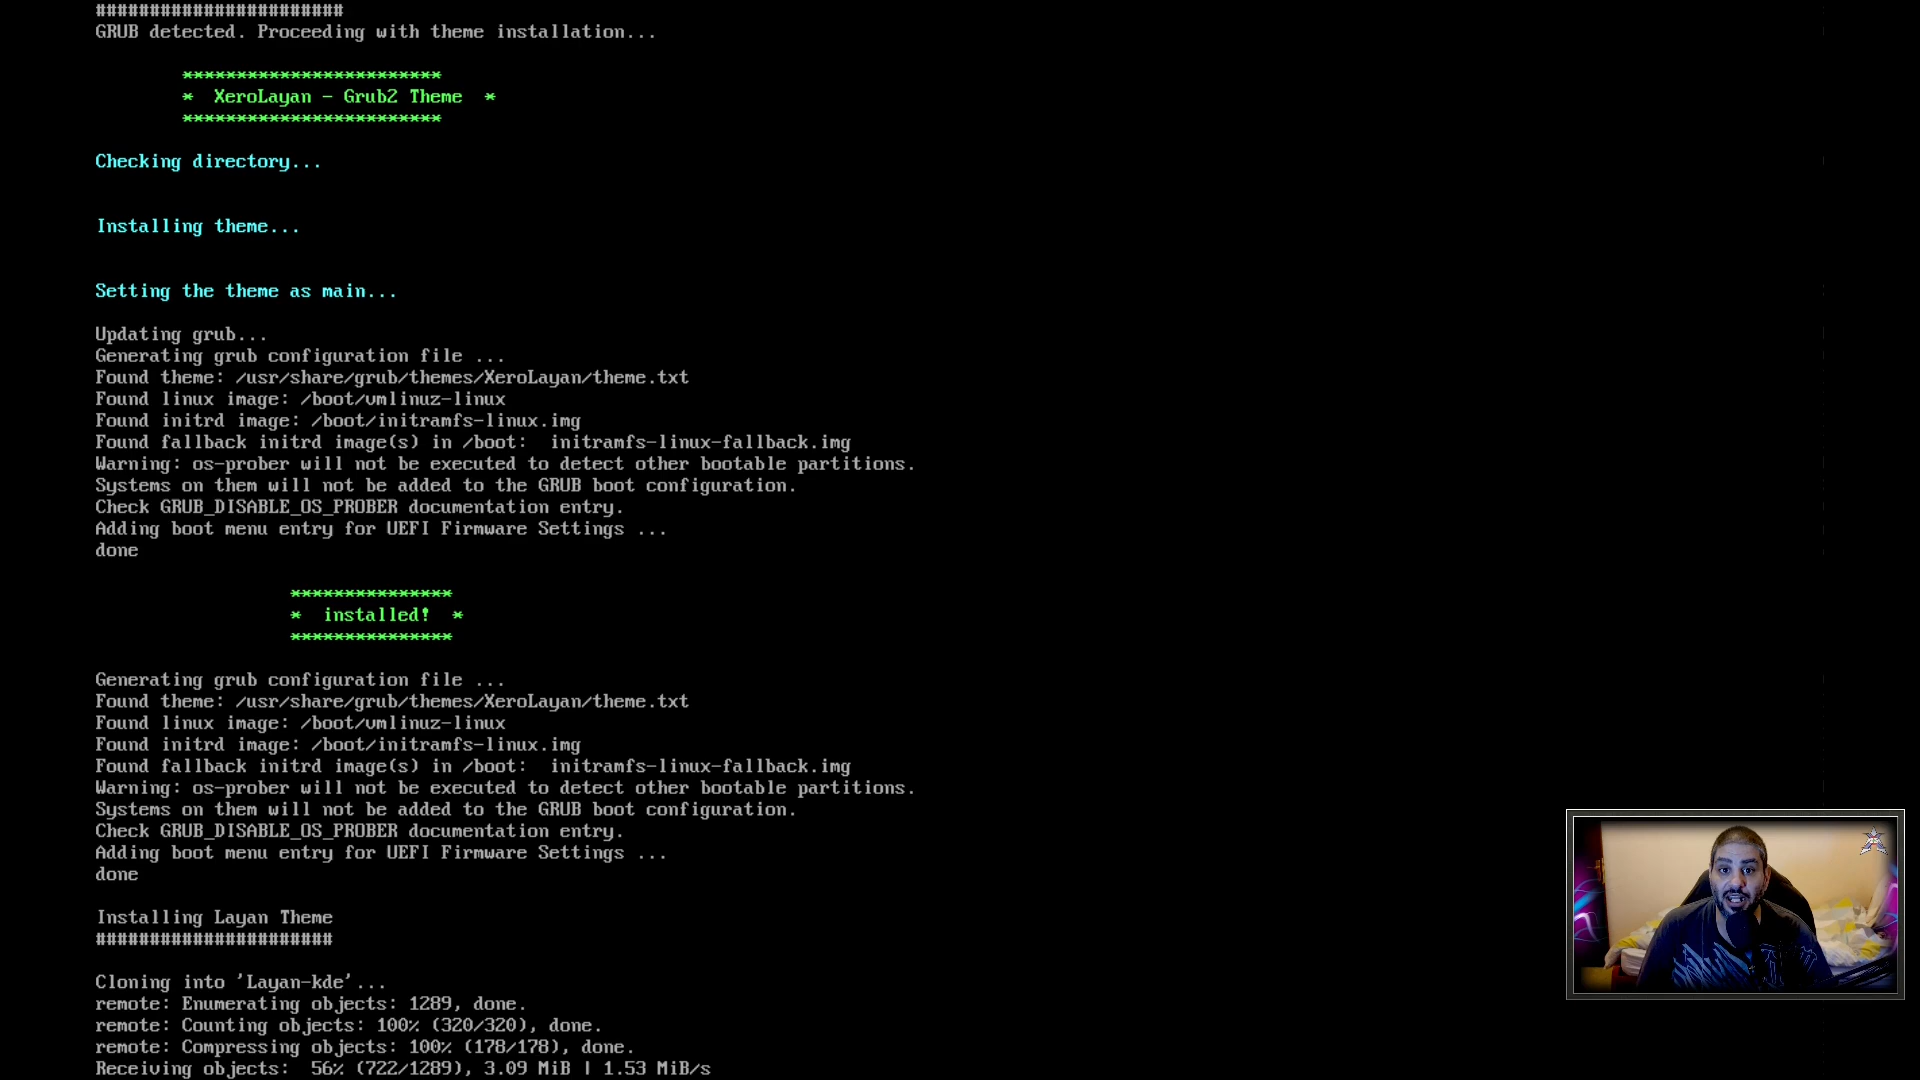 #######################
GRUB detected. Proceeding with theme installation...
************************
*  XeroLayan - Grub2 Theme  *
************************
Checking directory...
Installing theme...
Setting the theme as main...
Updating grub...
Generating grub configuration file ...
Found theme: /usr/share/grub/themes/XeroLayan/theme.txt
Found linux image: /boot/vmlinuz-linux
Found initrd image: /boot/initramfs-linux.img
Found fallback initrd image(s) in /boot:  initramfs-linux-fallback.img
Warning: os-prober will not be executed to detect other bootable partitions.
Systems on them will not be added to the GRUB boot configuration.
Check GRUB_DISABLE_OS_PROBER documentation entry.
Adding boot menu entry for UEFI Firmware Settings ...
done
***************
*  installed!  *
***************
Generating grub configuration file ...
Found theme: /usr/share/grub/themes/XeroLayan/theme.txt
Found linux image: /boot/vmlinuz-linux
Found initrd image: /boot/initramfs-linux.img
Found fallback initrd image(s) in /boot:  initramfs-linux-fallback.img
Warning: os-prober will not be executed to detect other bootable partitions.
Systems on them will not be added to the GRUB boot configuration.
Check GRUB_DISABLE_OS_PROBER documentation entry.
Adding boot menu entry for UEFI Firmware Settings ...
done
Installing Layan Theme
######################
Cloning into 'Layan-kde'...
remote: Enumerating objects: 1289, done.
remote: Counting objects: 100% (320/320), done.
remote: Compressing objects: 100% (178/178), done.
Receiving objects:  56% (722/1289), 3.09 MiB | 1.53 MiB/s